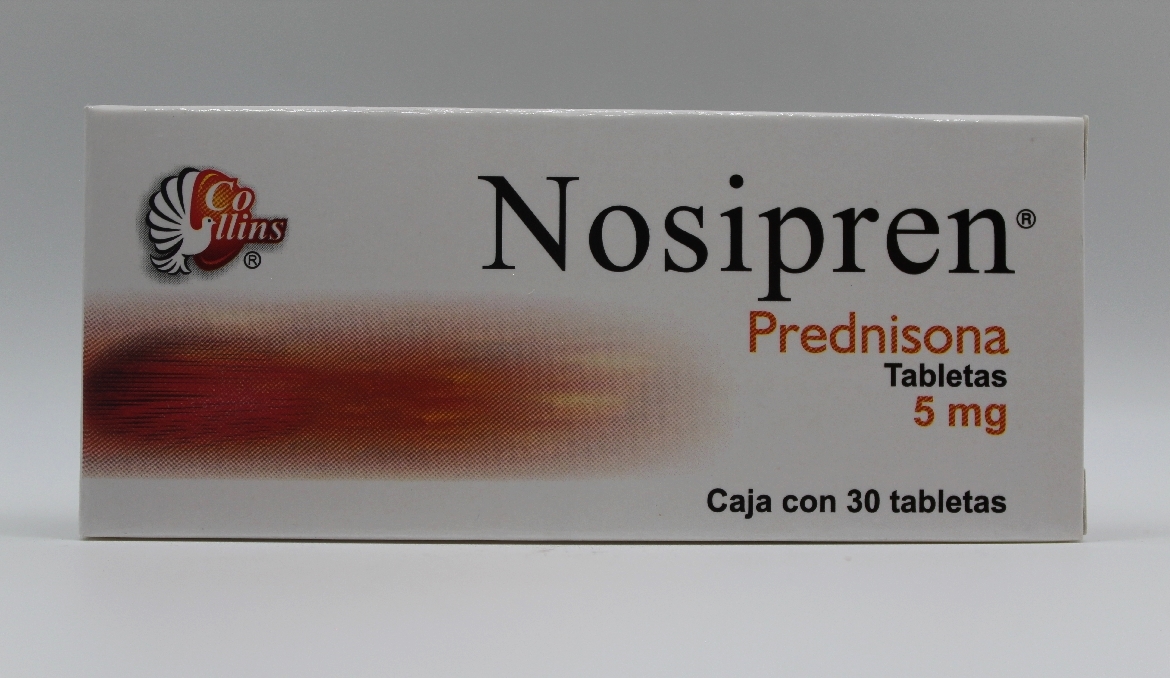 Collins®
Nosipren®
Prednisona
Tabletas
5 mg
Caja con 30 tabletas